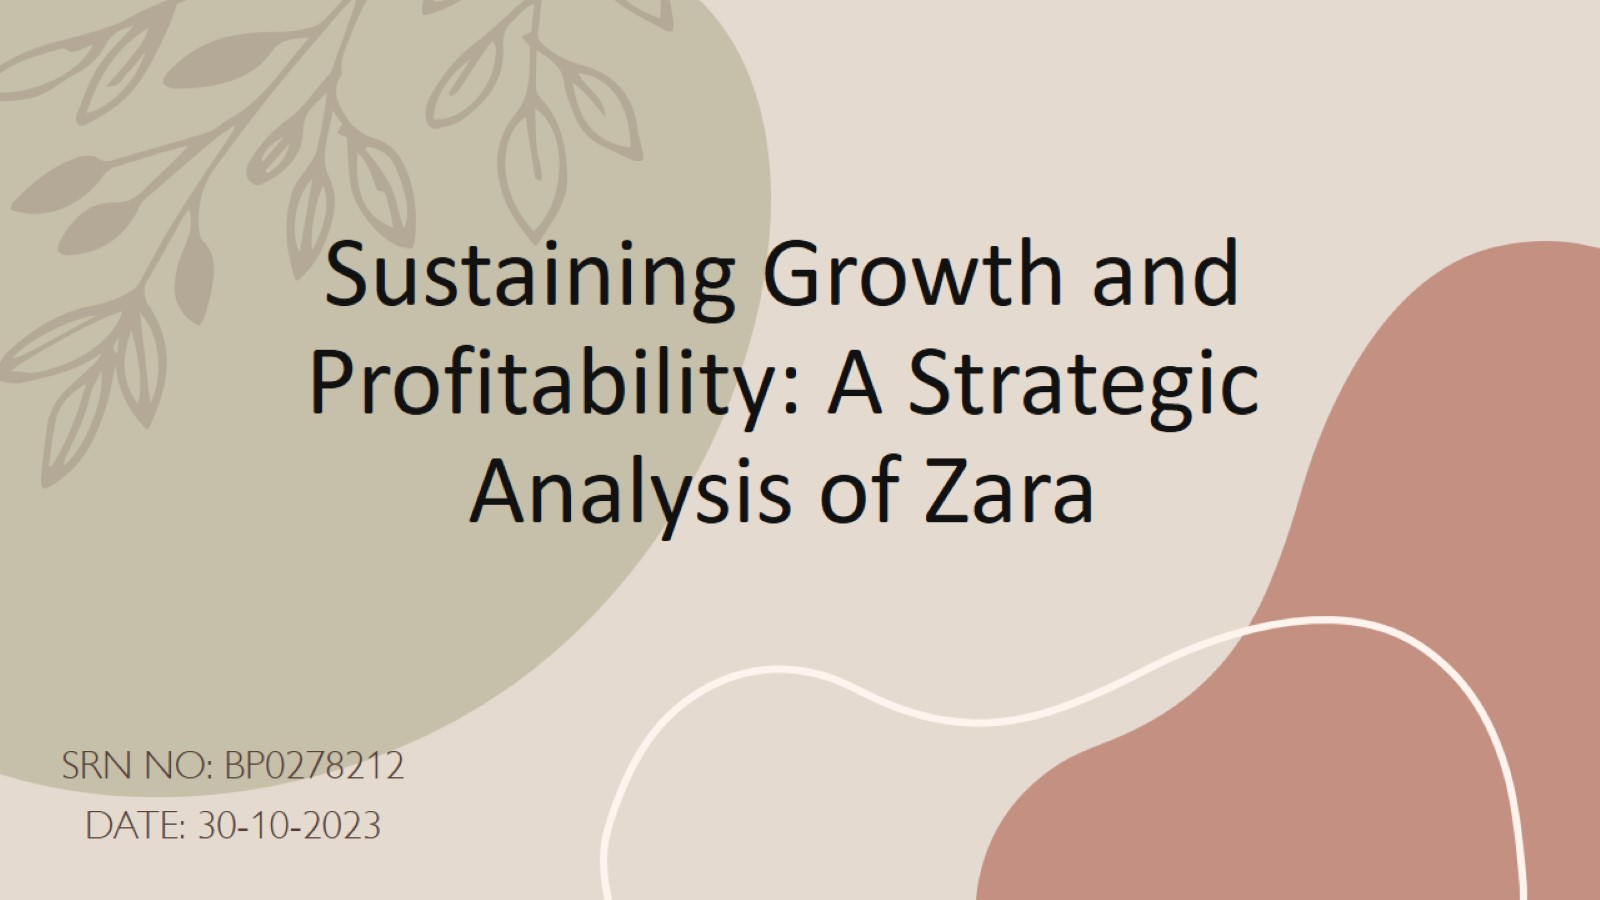 Sustaining Growth and
Profitability: A Strategic
Analysis of Zara
SRN NO: BP0278212
DATE: 30-10-2023